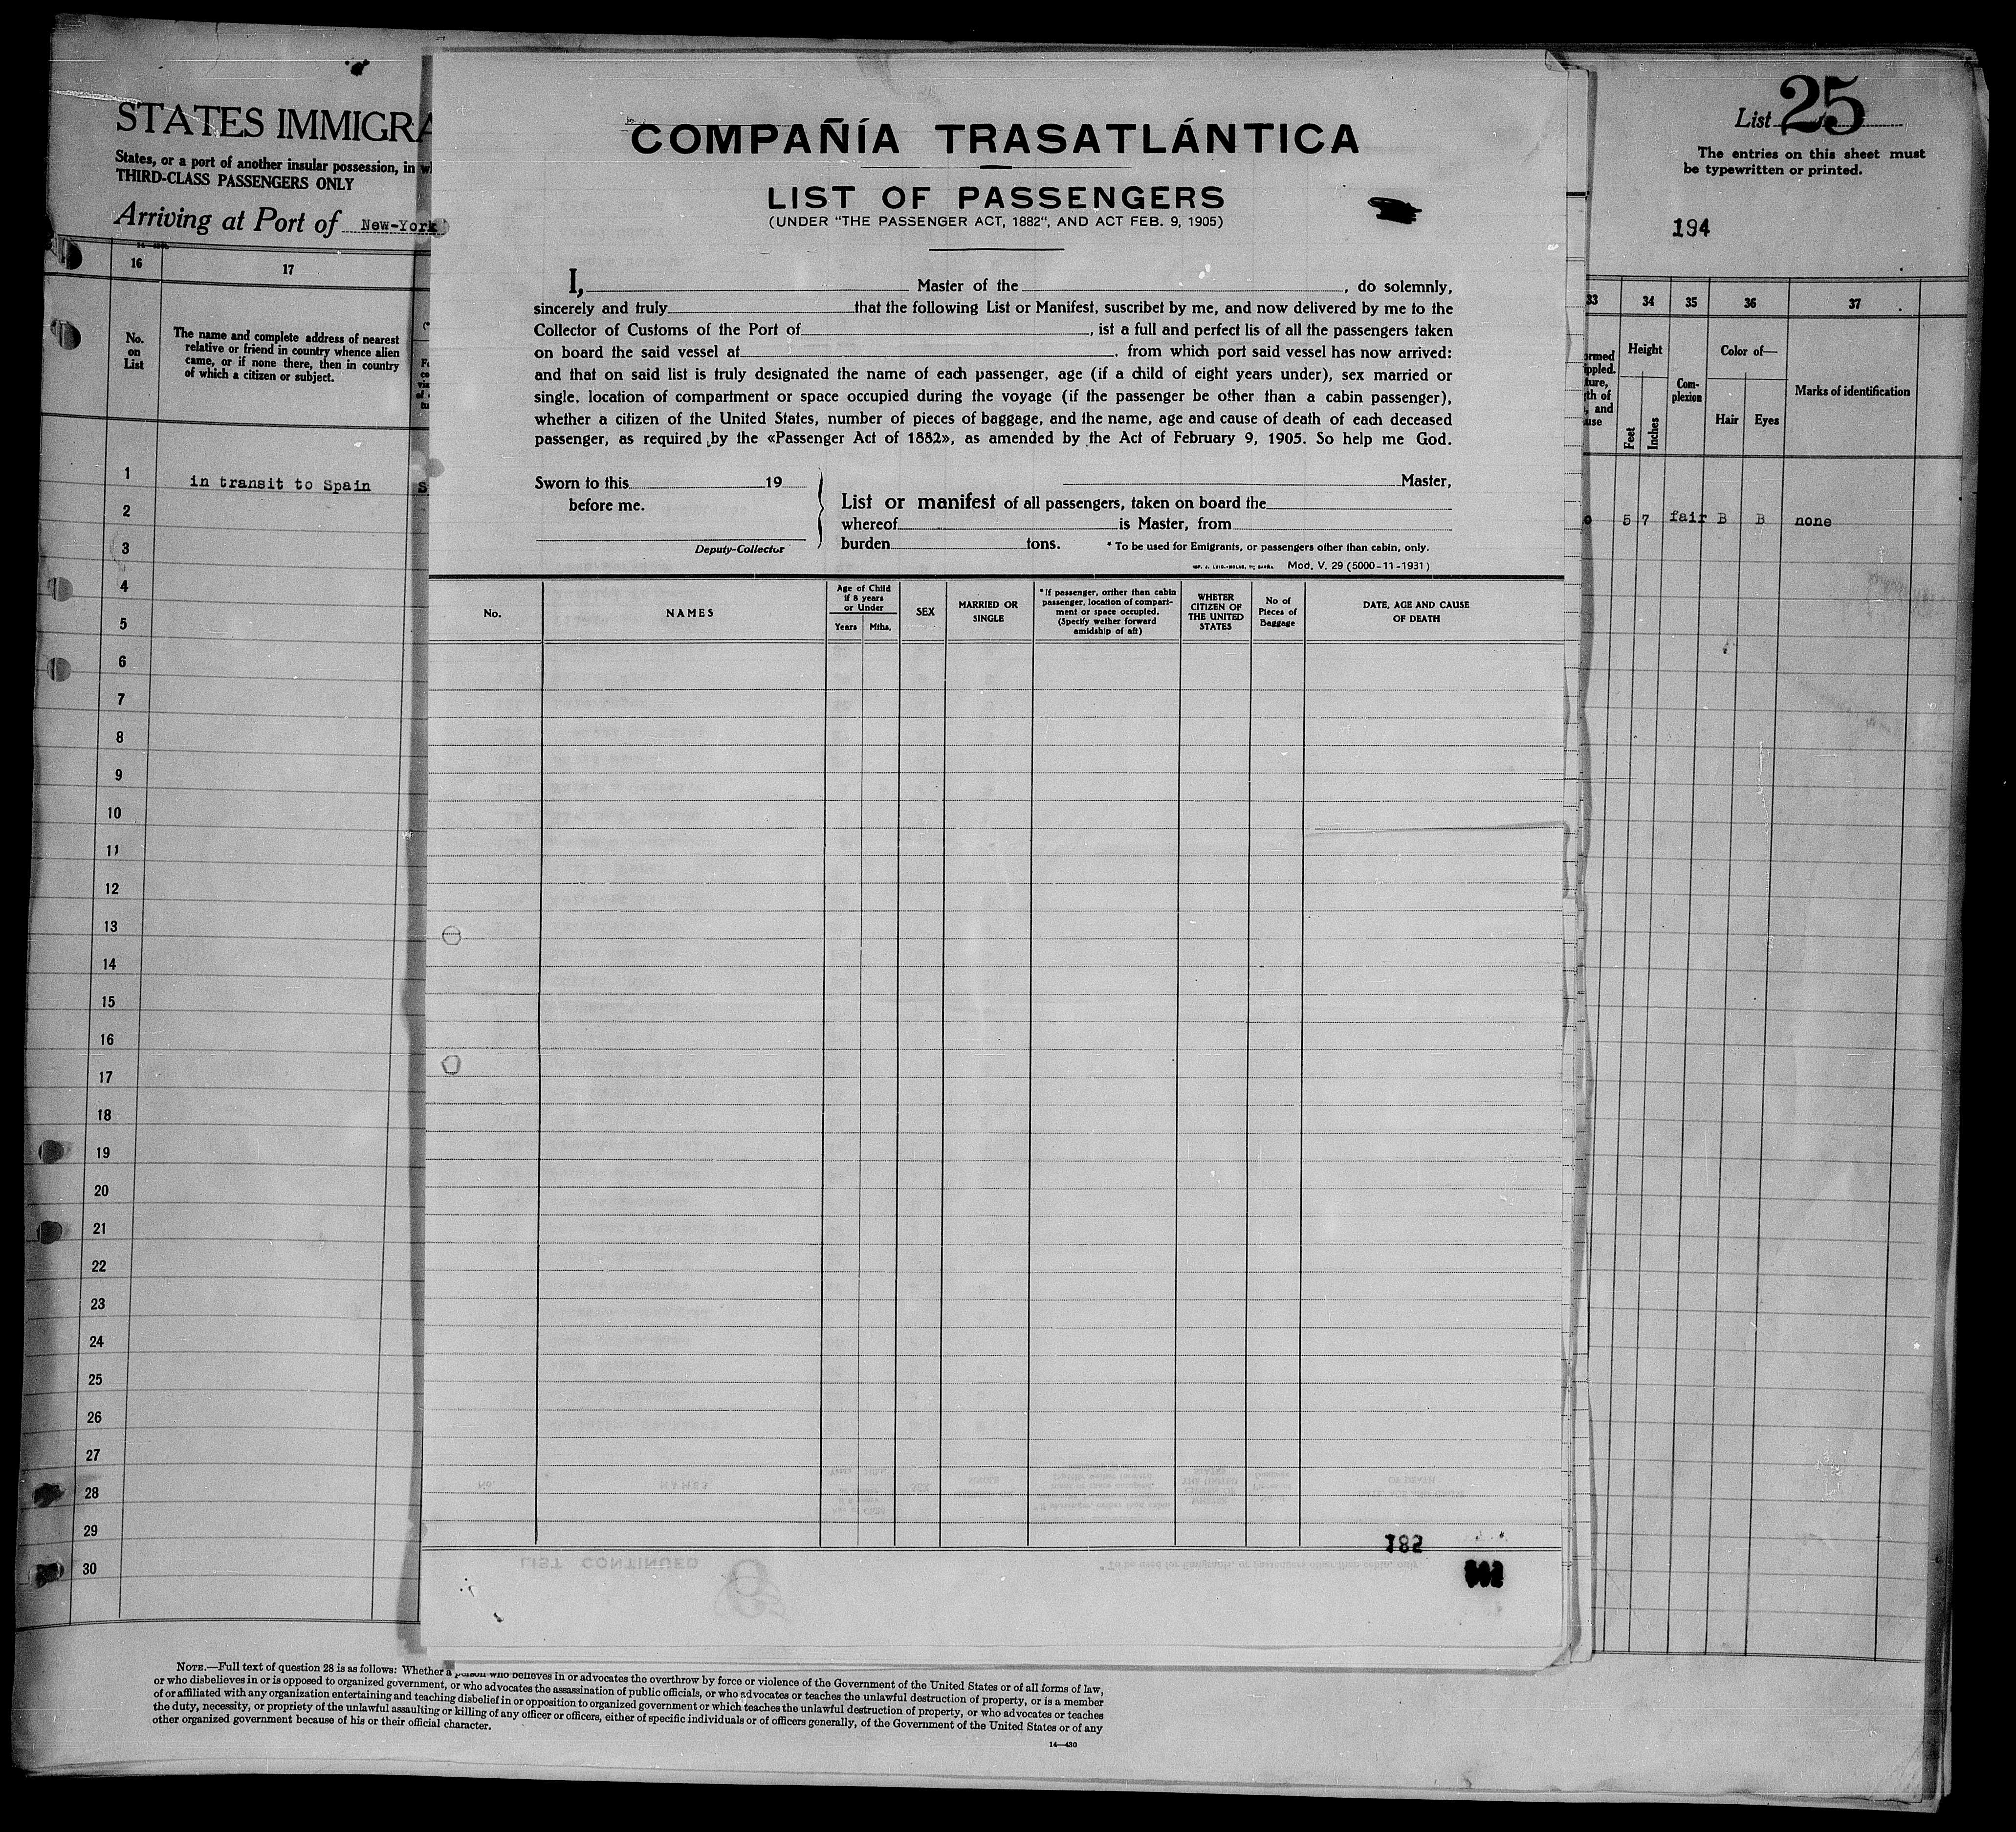 STATES IMMIGRA
States, or a port of another insular possession, in wh
THIRD-CLASS PASSENGERS ONLY
Arriving at Port of New-York
16
17
No.
on
List
The name and complete address of nearest
relative or friend in country whence alien
came, or if none there, then in country
of which a citizen or subject.
1 in transit to Spain S
2
3
4
5
6
7
8
9
10
11
12
13
14
15
16
17
18
19
20
21
22
23
24
25
26
27
28
29
30
COMPAÑÍA TRASATLÁNTICA
LIST OF PASSENGERS
(UNDER "THE PASSENGER ACT, 1882", AND ACT FEB. 9, 1905)
I, Master of the , do solemnly,
sincerely and truly that the following List or Manifest, suscribet by me, and now delivered by me to the
Collector of Customs of the Port of , ist a full and perfect lis of all the passengers taken
on board the said vessel at , from which port said vessel has now arrived:
and that on said list is truly designated the name of each passenger, age (if a child of eight years under), sex married or
single, location of compartment or space occupied during the voyage (if the passenger be other than a cabin passenger),
whether a citizen of the United States, number of pieces of baggage, and the name, age and cause of death of each deceased
passenger, as required by the «Passenger Act of 1882», as amended by the Act of February 9, 1905. So help me God.
Sworn to this 19
before me.
Deputy-Collector
Master,
List or manifest of all passengers, taken on board the
whereof is Master, from
burden tons. * To be used for Emigrants, or passengers other than cabin, only.
Mod. V. 29 (5000-11-1931)
No.
NAMES
Age of Child
if 8 years
or Under
Years Mths.
SEX
MARRIED OR
SINGLE
* If passenger, orther than cabin
passenger, location of compart-
ment or space occupied.
(Specify wether forward
amidship of aft)
WHETER
CITIZEN OF
THE UNITED
STATES
No of
Pieces of
Baggage
DATE, AGE AND CAUSE
OF DEATH
182
LIST CONTINUED
* To be used for Emigrants, or passengers other than cabin, only.
List 25
The entries on this sheet must
be typewritten or printed.
194
33
34
35
36
37
Height
Feet
Inches
Com-
plexion
Color of—
Hair
Eyes
Marks of identification
5 7 fair B B none
NOTE.—Full text of question 28 is as follows: Whether a person who believes in or advocates the overthrow by force or violence of the Government of the United States or of all forms of law,
or who disbelieves in or is opposed to organized government, or who advocates the assassination of public officials, or who advocates or teaches the unlawful destruction of property, or is a member
of or affiliated with any organization entertaining and teaching disbelief in or opposition to organized government or which teaches the unlawful destruction of property, or who advocates or teaches
the duty, necessity, or propriety of the unlawful assaulting or killing of any officer or officers, either of specific individuals or of officers generally, of the Government of the United States or of any
other organized government because of his or their official character.
14—430